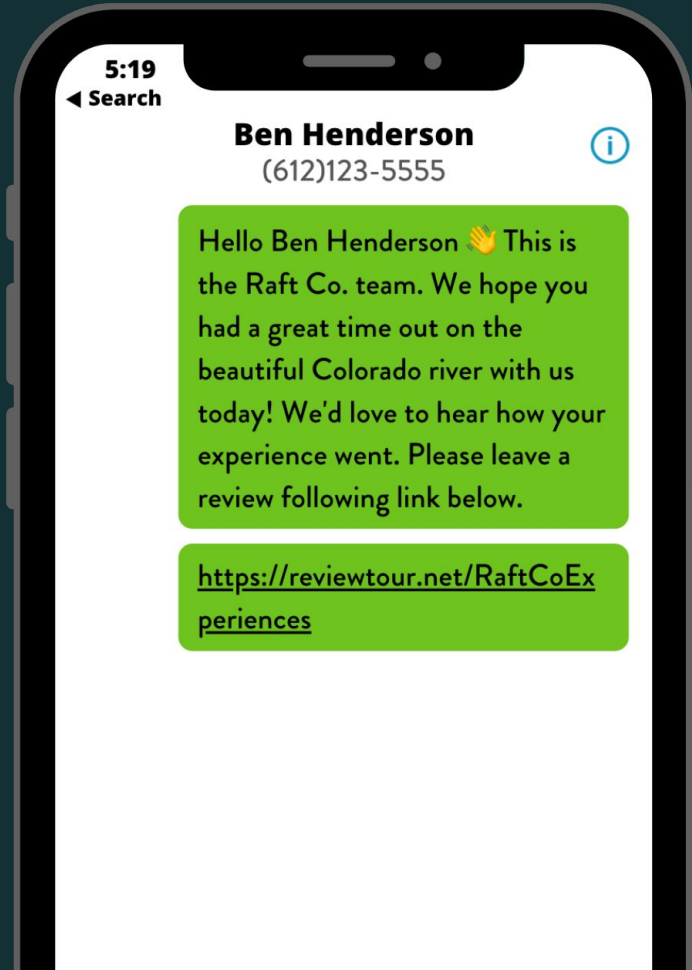 5:19
◀ Search
Ben Henderson
(612)123-5555
Hello Ben Henderson 👋 This is
the Raft Co. team. We hope you
had a great time out on the
beautiful Colorado river with us
today! We'd love to hear how your
experience went. Please leave a
review following link below.
https://reviewtour.net/RaftCoEx
periences